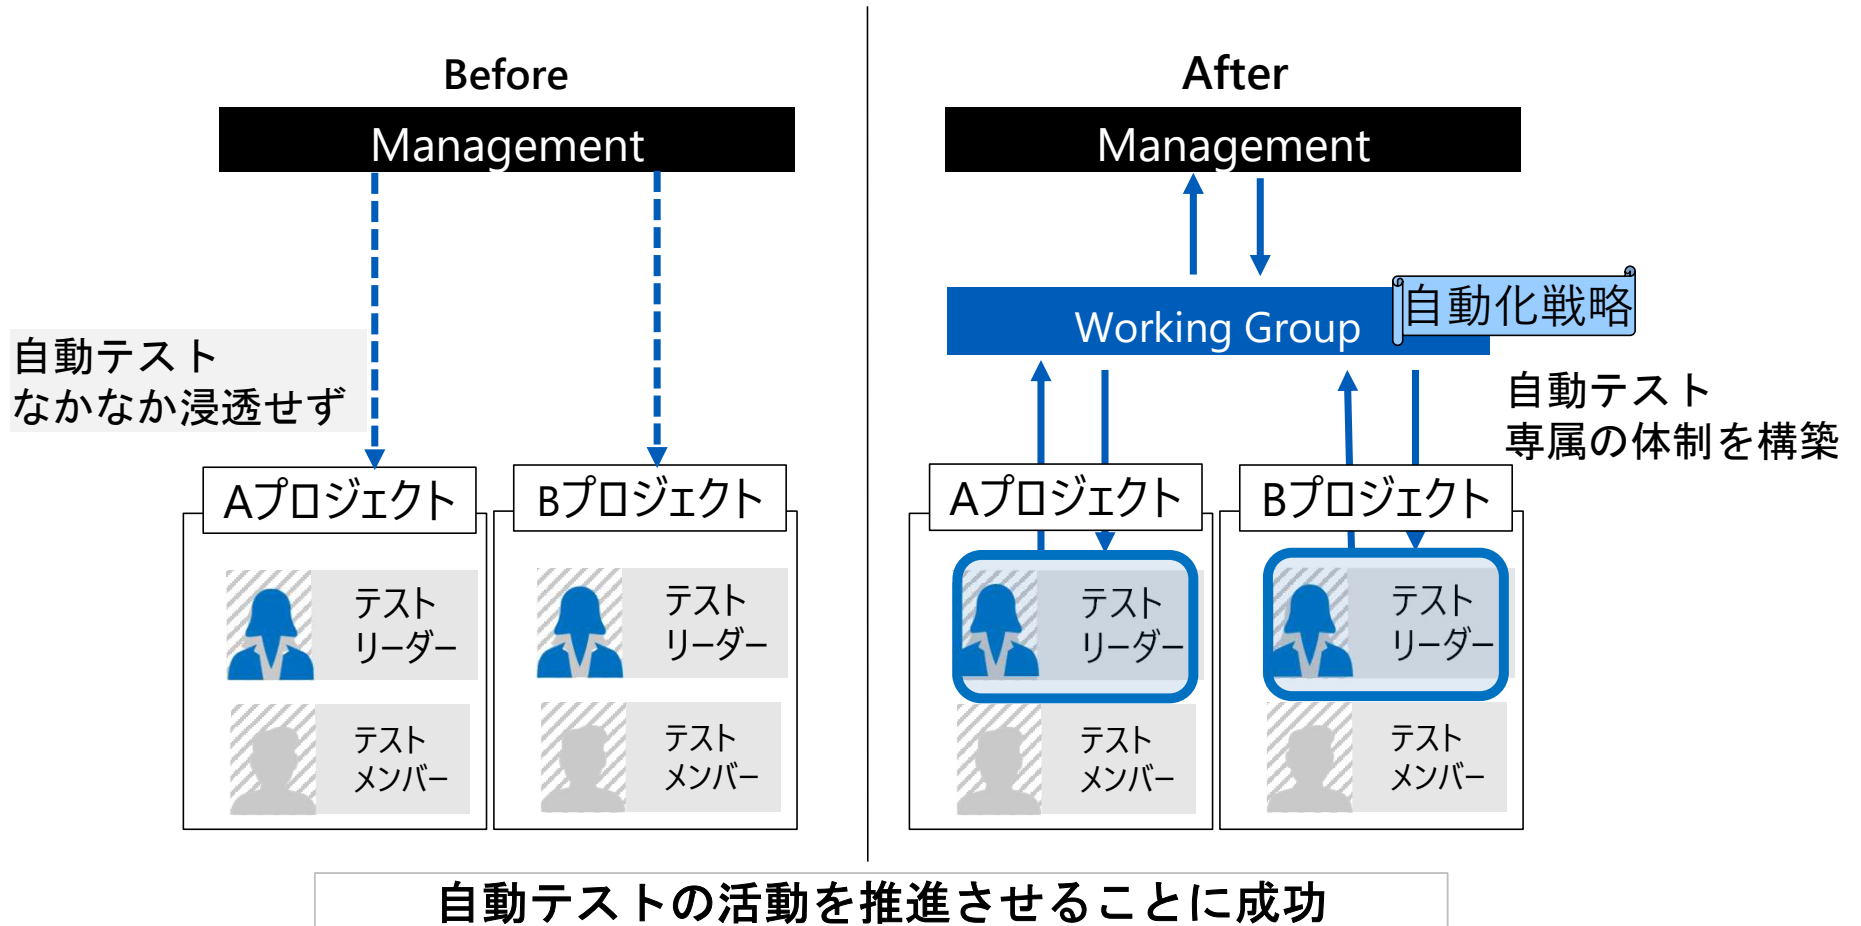 Before
Management
自動テスト
なかなか浸透せず
Aプロジェクト
Bプロジェクト
テスト
リーダー
テスト
リーダー
テスト
メンバー
テスト
メンバー
After
Management
Working Group
自動化戦略
自動テスト
専属の体制を構築
Aプロジェクト
Bプロジェクト
テスト
リーダー
テスト
リーダー
テスト
メンバー
テスト
メンバー
自動テストの活動を推進させることに成功